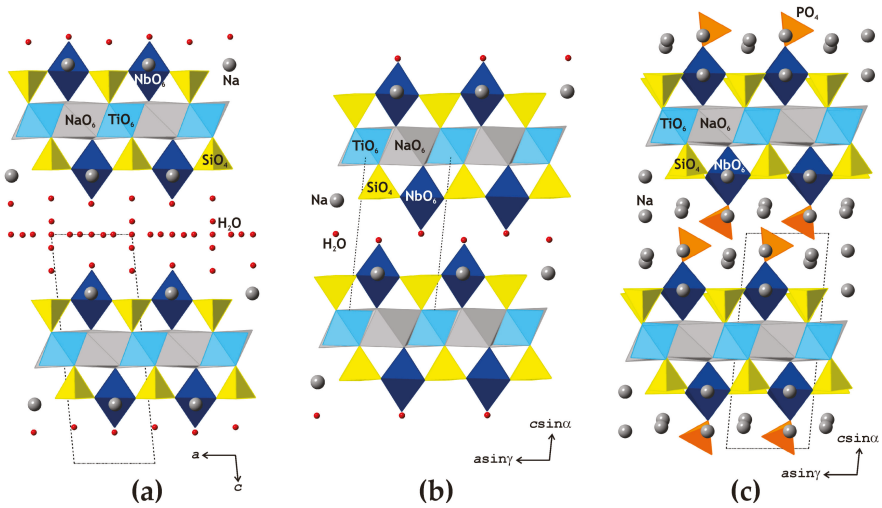 NbO₆
Na
NaO₆
TiO₆
SiO₄
H₂O
a
c
(a)
TiO₆
NaO₆
SiO₄
Na
NbO₆
H₂O
csinα
asinγ
(b)
PO₄
TiO₆
NaO₆
SiO₄
NbO₆
Na
csinα
asinγ
(c)